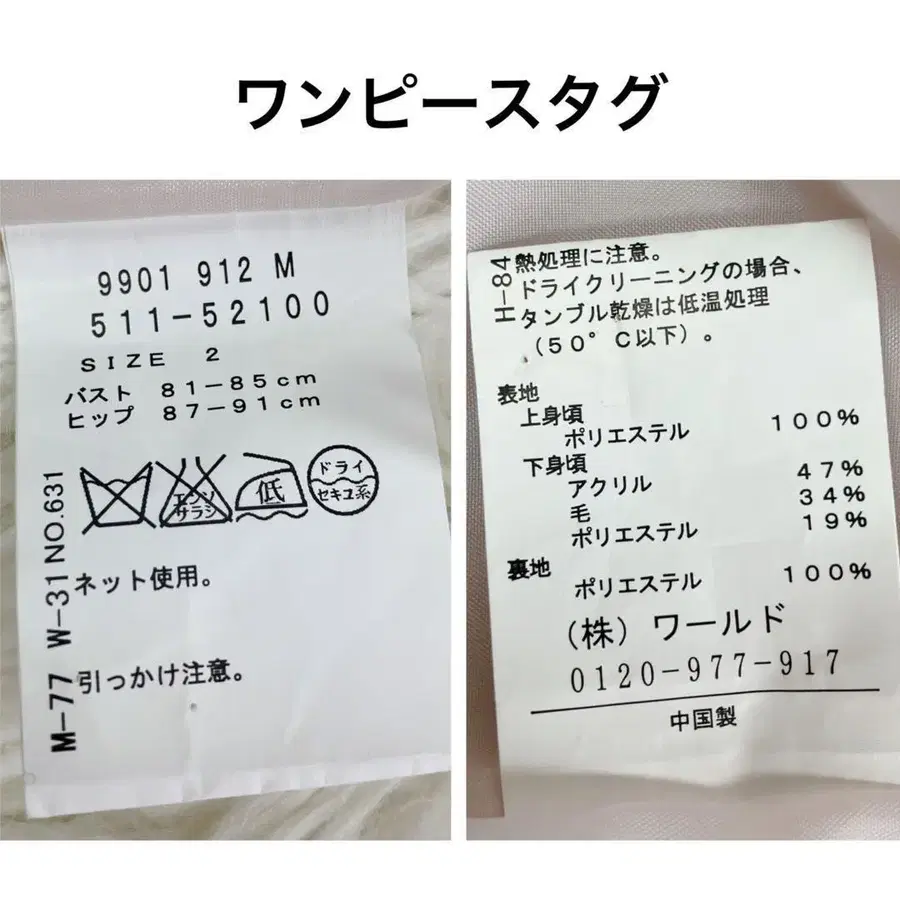 ワンピースタグ
9901 912 M
511-52100
SIZE 2
バスト 81-85cm
ヒップ 87-91cm
エンソ
サラシ
低
ドライ
セキユ系
M-77 W-31 NO.631
ネット使用。
引っかけ注意。
H-84
熱処理に注意。
ドライクリーニングの場合、
タンブル乾燥は低温処理
(50°C以下)。
表地
上身頃
ポリエステル 100%
下身頃
アクリル 47%
毛 34%
ポリエステル 19%
裏地
ポリエステル 100%
(株)ワールド
0120-977-917
中国製